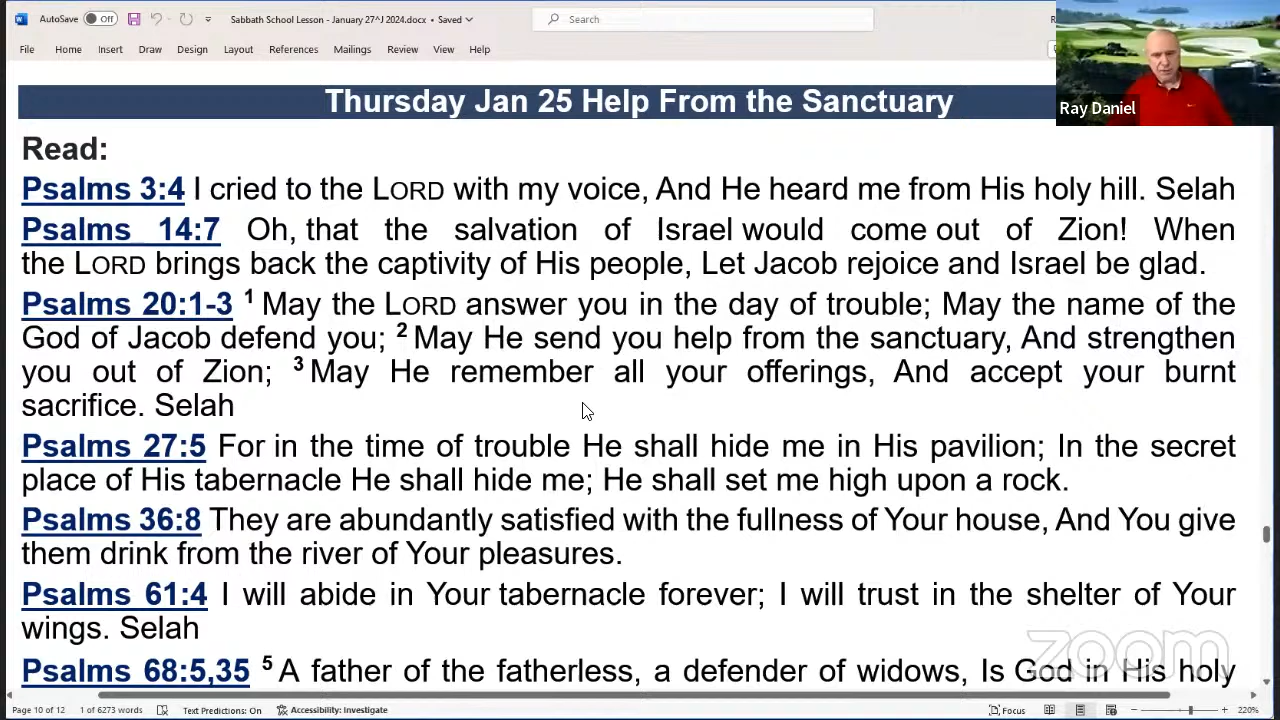 AutoSave Off Sabbath School Lesson - January 27^J 2024.docx • Saved Search
File Home Insert Draw Design Layout References Mailings Review View Help
Ray Daniel
Thursday Jan 25 Help From the Sanctuary
Read:
Psalms 3:4 I cried to the LORD with my voice, And He heard me from His holy hill. Selah
Psalms 14:7 Oh, that the salvation of Israel would come out of Zion! When
the LORD brings back the captivity of His people, Let Jacob rejoice and Israel be glad.
Psalms 20:1-3 1 May the LORD answer you in the day of trouble; May the name of the
God of Jacob defend you; 2 May He send you help from the sanctuary, And strengthen
you out of Zion; 3 May He remember all your offerings, And accept your burnt
sacrifice. Selah
Psalms 27:5 For in the time of trouble He shall hide me in His pavilion; In the secret
place of His tabernacle He shall hide me; He shall set me high upon a rock.
Psalms 36:8 They are abundantly satisfied with the fullness of Your house, And You give
them drink from the river of Your pleasures.
Psalms 61:4 I will abide in Your tabernacle forever; I will trust in the shelter of Your
wings. Selah
zoom
Psalms 68:5,35 5 A father of the fatherless, a defender of widows, Is God in His holy
Page 10 of 12 1 of 6273 words Text Predictions: On Accessibility: Investigate Focus 220%